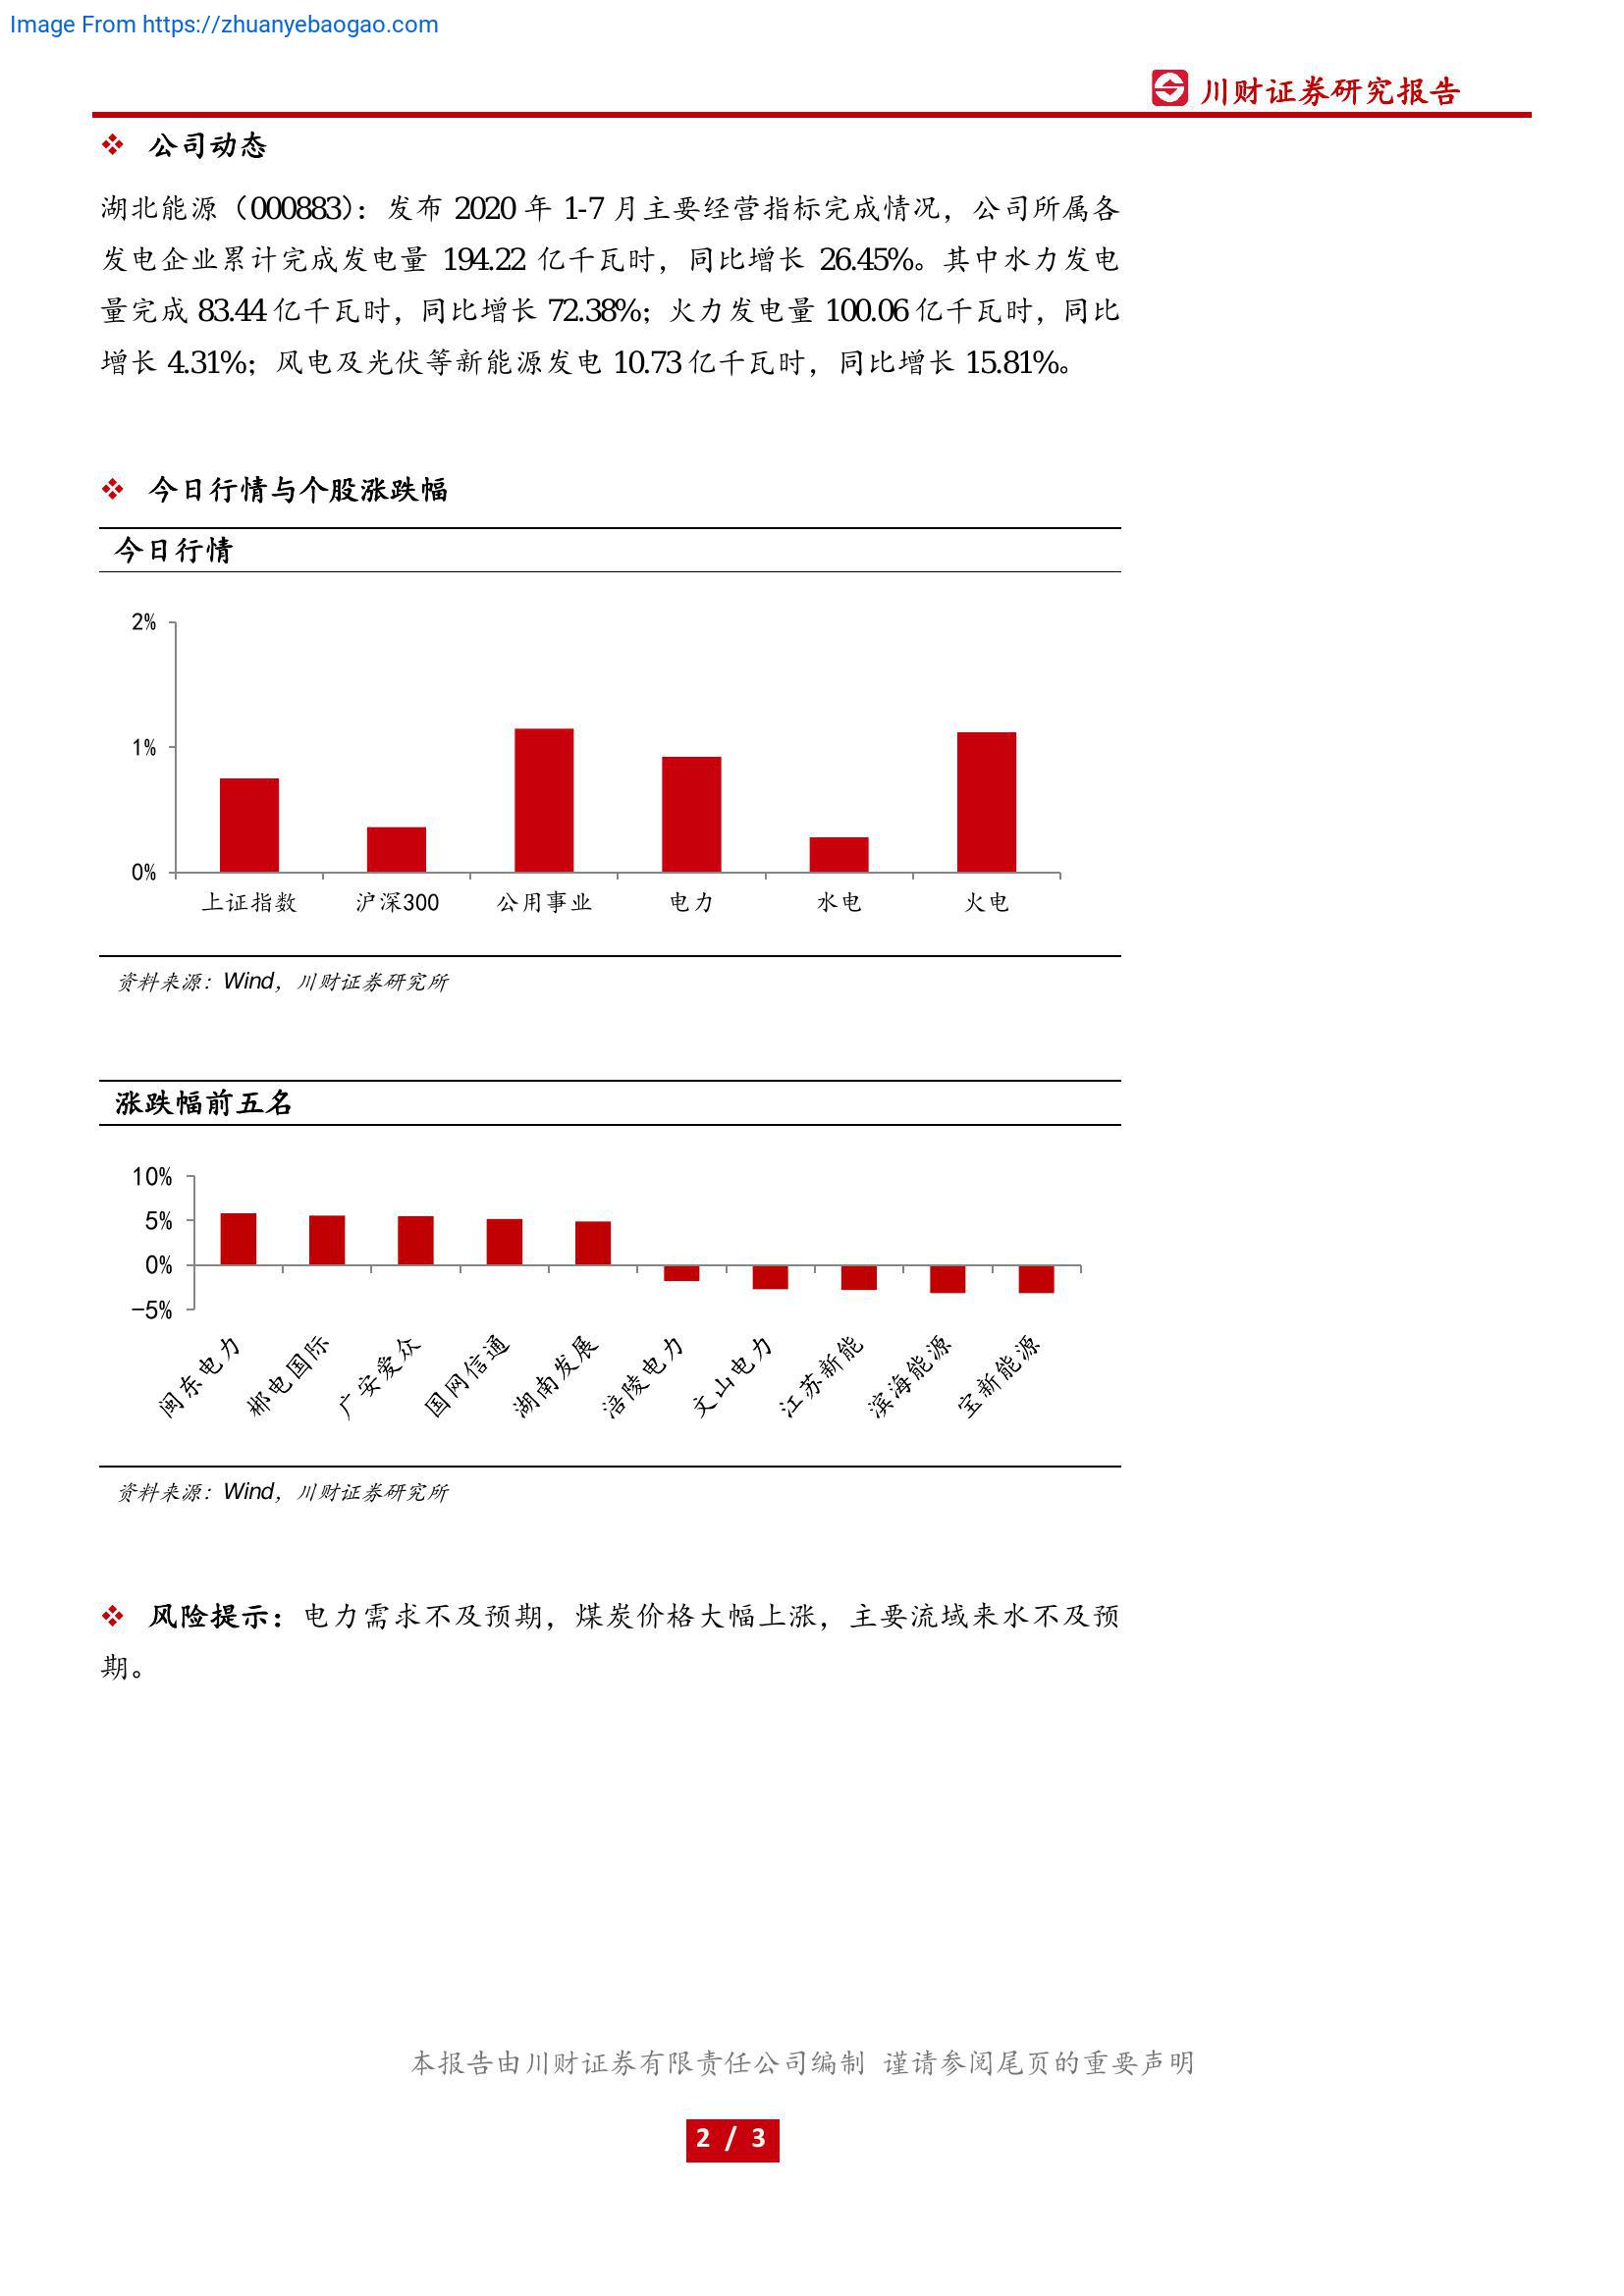 Image From https://zhuanyebaogao.com
川财证券研究报告
公司动态
湖北能源（000883）：发布 2020 年 1-7 月主要经营指标完成情况，公司所属各
发电企业累计完成发电量 194.22 亿千瓦时，同比增长 26.45%。其中水力发电
量完成 83.44 亿千瓦时，同比增长 72.38%；火力发电量 100.06 亿千瓦时，同比
增长 4.31%；风电及光伏等新能源发电 10.73 亿千瓦时，同比增长 15.81%。
今日行情与个股涨跌幅
今日行情
2%
1%
0%
上证指数 沪深300 公用事业 电力 水电 火电
资料来源：Wind，川财证券研究所
涨跌幅前五名
10%
5%
0%
-5%
闽东电力 郴电国际 广安爱众 国网信通 湖南发展 涪陵电力 文山电力 江苏新能 滨海能源 宝新能源
资料来源：Wind，川财证券研究所
风险提示：电力需求不及预期，煤炭价格大幅上涨，主要流域来水不及预
期。
本报告由川财证券有限责任公司编制 谨请参阅尾页的重要声明
2 / 3